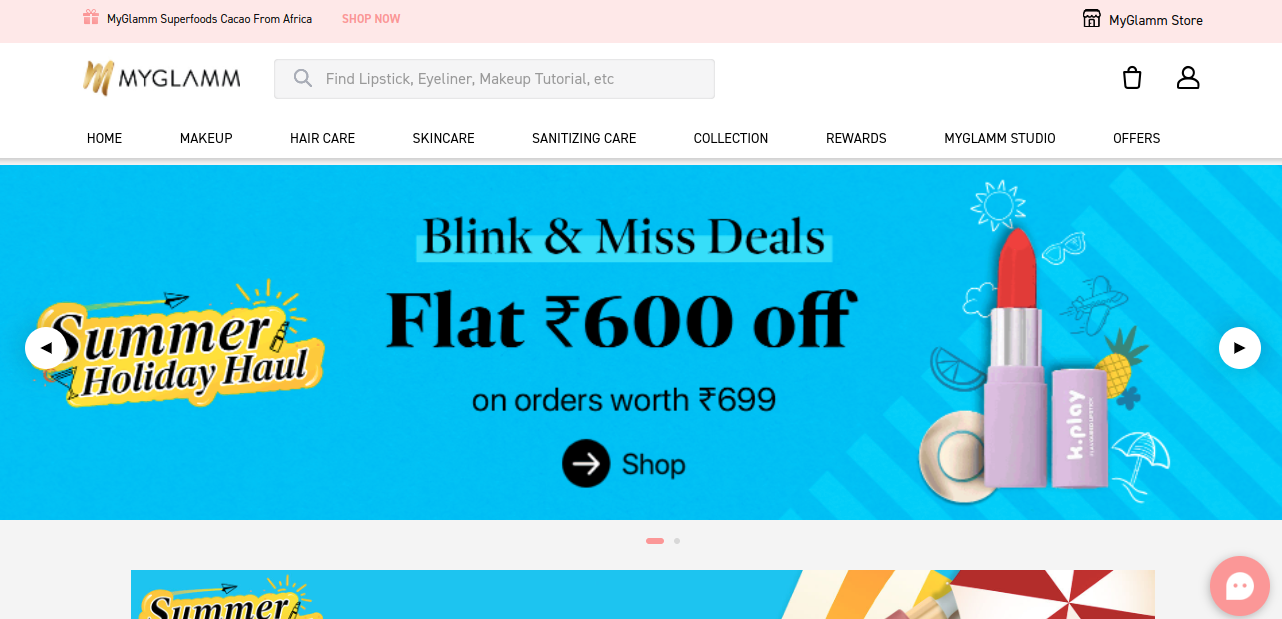 MyGlamm Superfoods Cacao From Africa SHOP NOW MyGlamm Store
MYGLAMM
Find Lipstick, Eyeliner, Makeup Tutorial, etc
HOME MAKEUP HAIR CARE SKINCARE SANITIZING CARE COLLECTION REWARDS MYGLAMM STUDIO OFFERS
Blink & Miss Deals
Flat ₹600 off
on orders worth ₹699
Shop
Summer
Holiday Haul
k.play
Summer